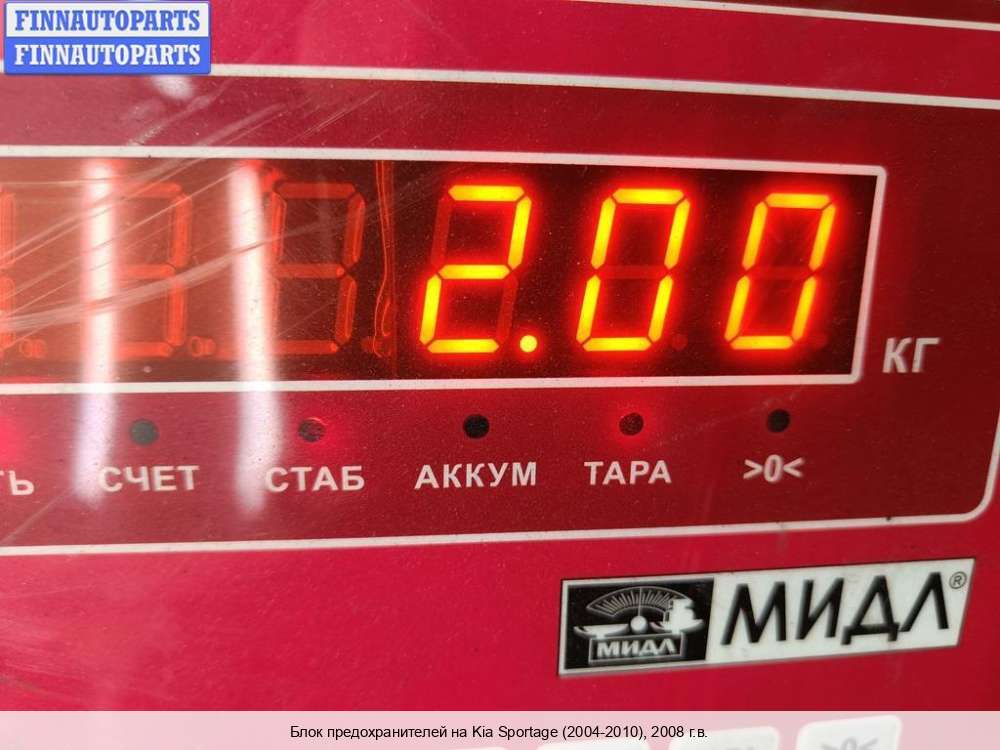 FINNAUTOPARTS
FINNAUTOPARTS
2.00
КГ
СЧЕТ СТАБ АККУМ ТАРА >0<
МИДЛ МИДЛ®
Блок предохранителей на Kia Sportage (2004-2010), 2008 г.в.